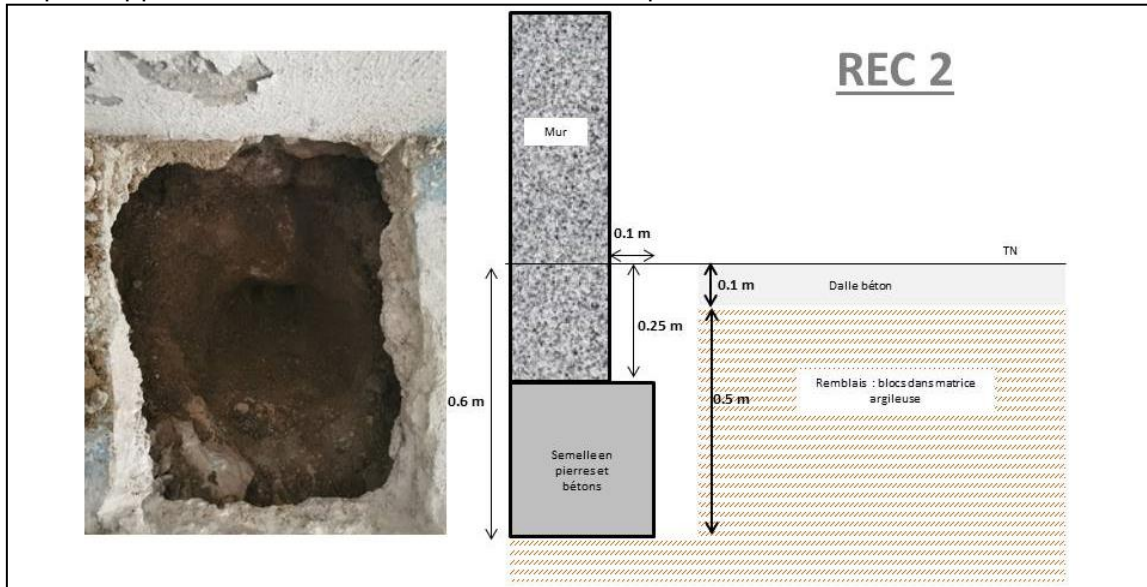 REC 2
Mur
0.1 m
TN
0.1 m
Dalle béton
0.25 m
Remblais : blocs dans matrice
argileuse
0.6 m
0.5 m
Semelle en
pierres et
bétons